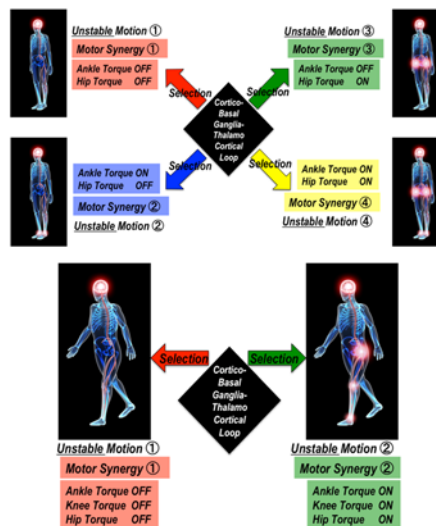 Unstable Motion ①
Motor Synergy ①
Ankle Torque OFF
Hip Torque OFF
Selection
Unstable Motion ③
Motor Synergy ③
Ankle Torque OFF
Hip Torque ON
Selection
Cortico-
Basal
Ganglia-
Thalamo
Cortical
Loop
Selection
Ankle Torque ON
Hip Torque OFF
Motor Synergy ②
Unstable Motion ②
Selection
Ankle Torque ON
Hip Torque ON
Motor Synergy ④
Unstable Motion ④
Selection
Selection
Cortico-
Basal
Ganglia-
Thalamo
Cortical
Loop
Unstable Motion ①
Motor Synergy ①
Ankle Torque OFF
Knee Torque OFF
Hip Torque OFF
Unstable Motion ②
Motor Synergy ②
Ankle Torque ON
Knee Torque ON
Hip Torque ON